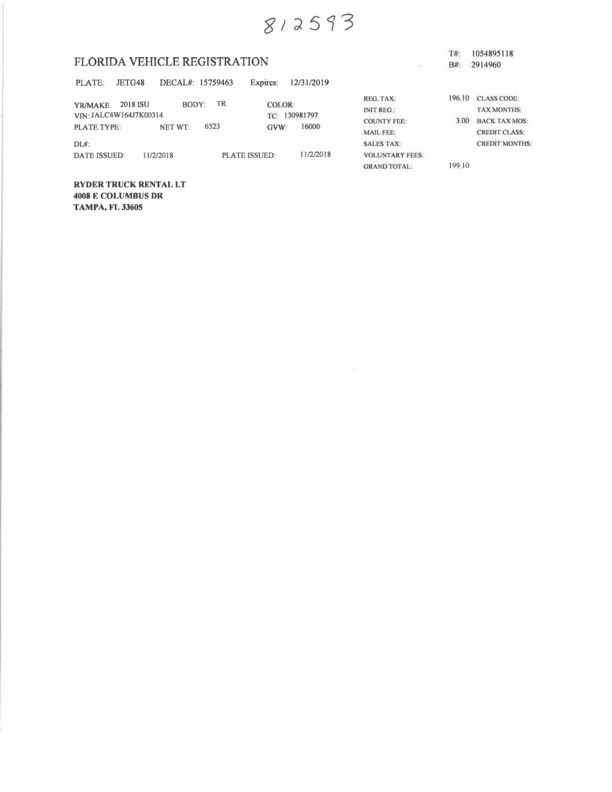 812593
T#: 1054895118
FLORIDA VEHICLE REGISTRATION
B#: 2914960
PLATE: JETG48 DECAL#: 15759463 Expires: 12/31/2019
YR/MAKE 2018 ISU BODY: TR COLOR:
VIN: JALC4W164J7K00314 TC: 130981797
PLATE TYPE: NET WT: 6523 GVW: 16000
DL#:
DATE ISSUED: 11/2/2018 PLATE ISSUED: 11/2/2018
REG. TAX: 196.10 CLASS CODE:
INIT REG.: TAX MONTHS:
COUNTY FEE: 3.00 BACK TAX MOS:
MAIL FEE: CREDIT CLASS:
SALES TAX: CREDIT MONTHS:
VOLUNTARY FEES:
GRAND TOTAL: 199.10
RYDER TRUCK RENTAL LT
4008 E COLUMBUS DR
TAMPA, FL 33605